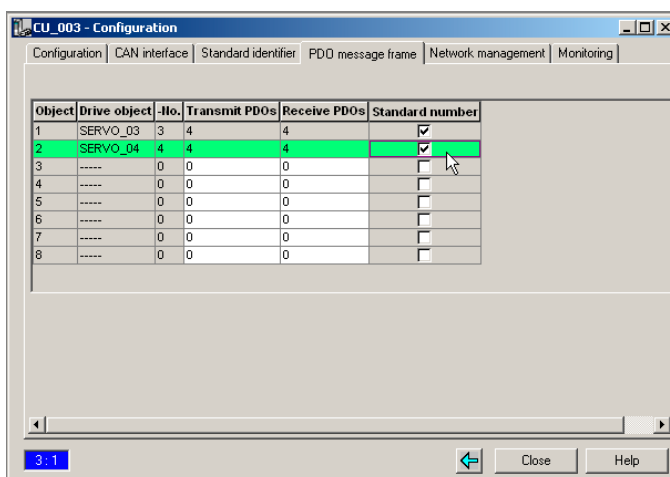 CU_003 - Configuration
Configuration CAN interface Standard identifier PDO message frame Network management Monitoring
Object Drive object -No. Transmit PDOs Receive PDOs Standard number
1 SERVO_03 3 4 4
2 SERVO_04 4 4 4
3 ----- 0 0 0
4 ----- 0 0 0
5 ----- 0 0 0
6 ----- 0 0 0
7 ----- 0 0 0
8 ----- 0 0 0
3 : 1 Close Help